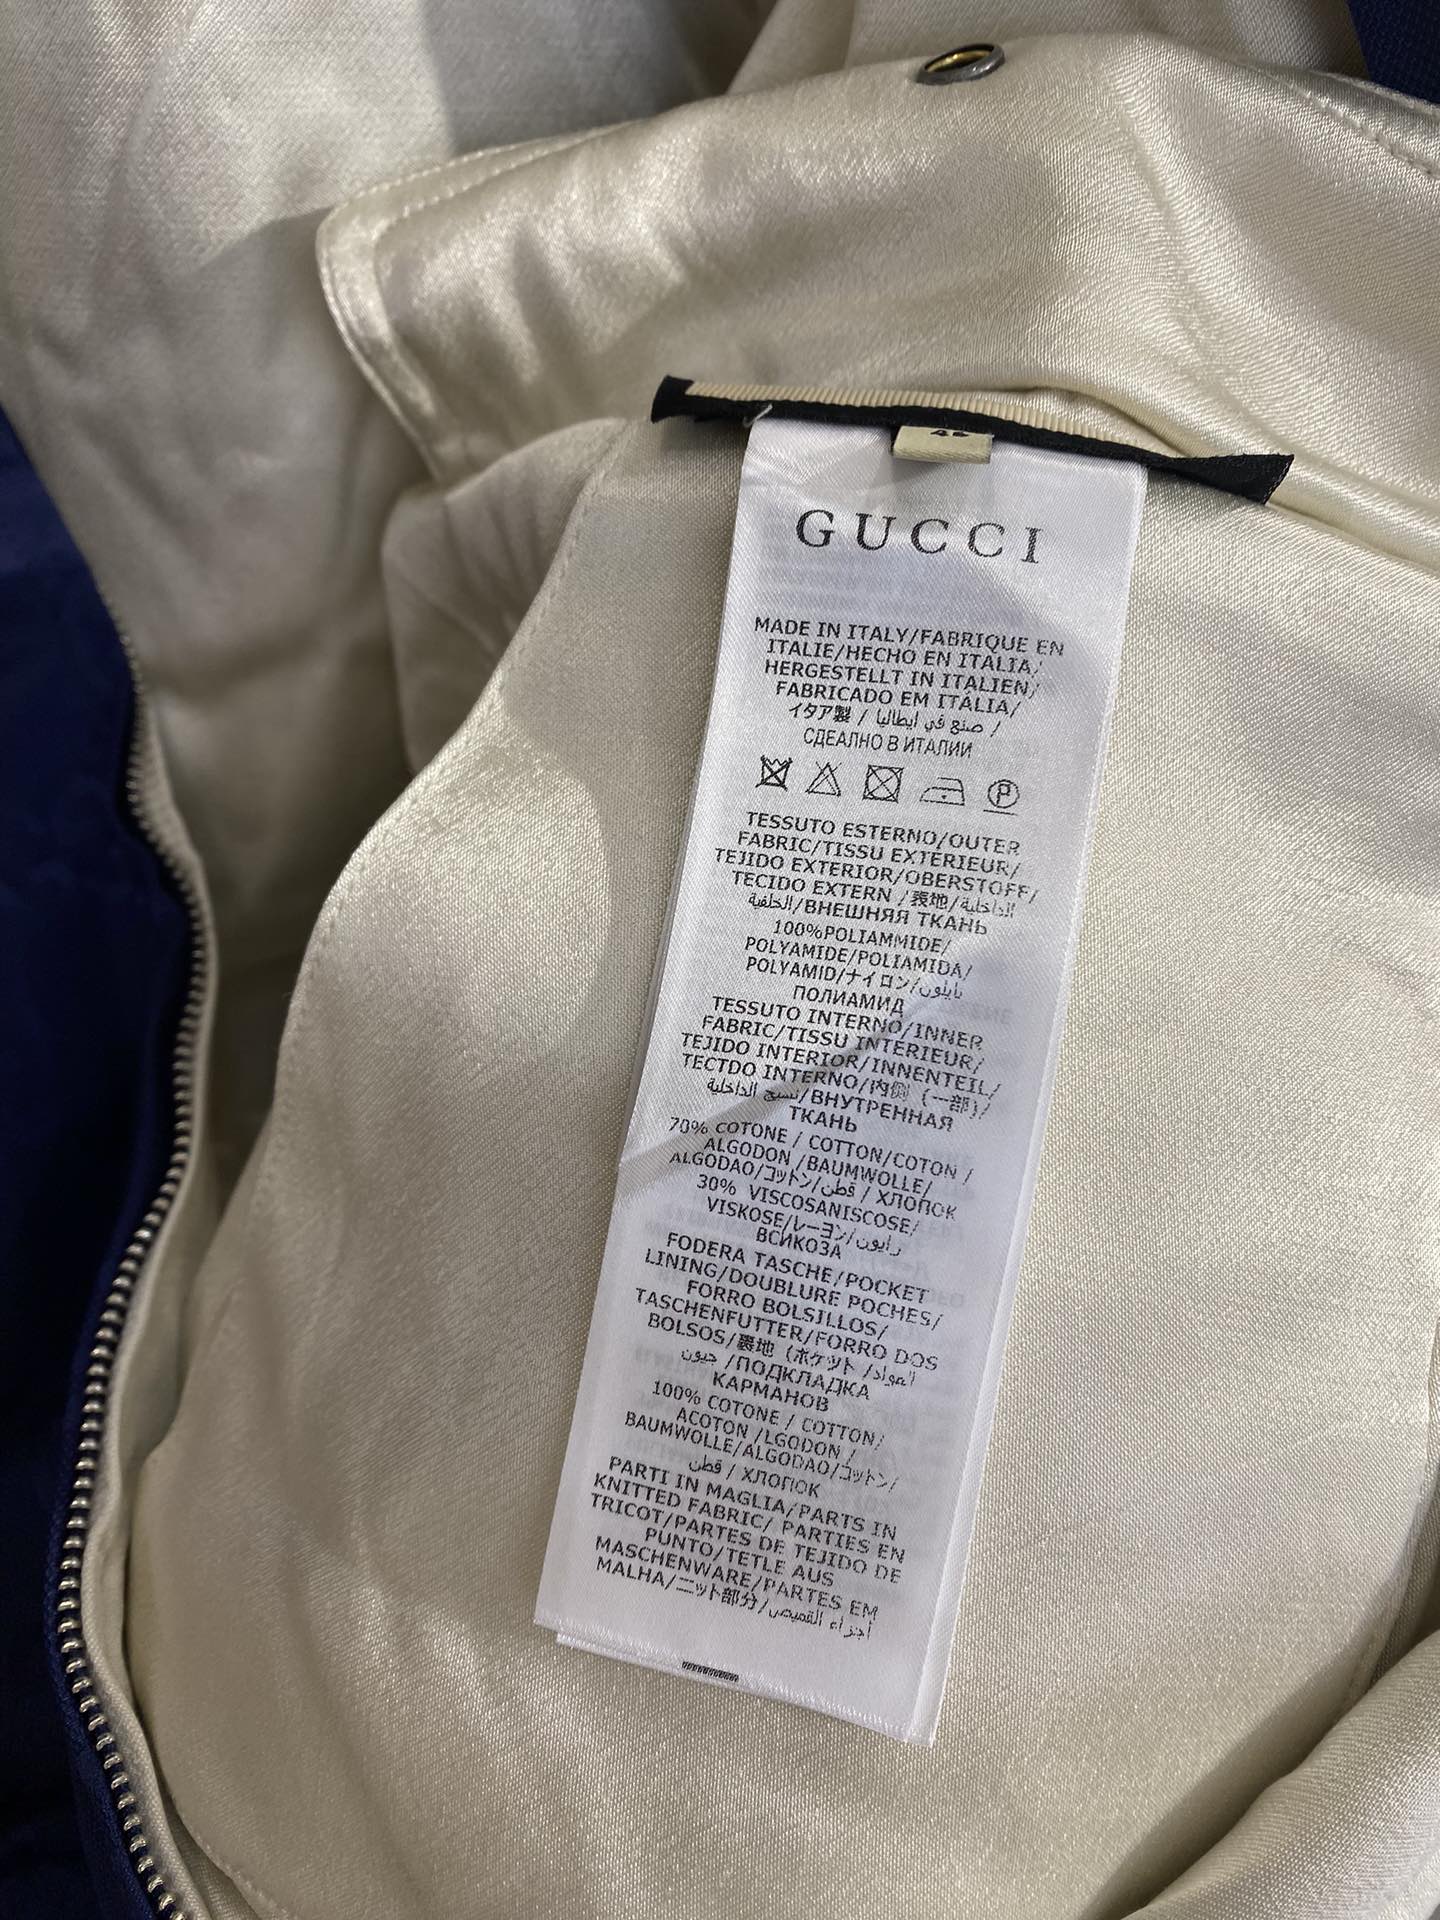 GUCCI
MADE IN ITALY/FABRIQUE EN
ITALIE/HECHO EN ITALIA/
HERGESTELLT IN ITALIEN/
FABRICADO EM ITÁLIA/
イタア製 / صنع في ايطاليا /
СДЕАЛНО В ИТАЛИИ
P
TESSUTO ESTERNO/OUTER
FABRIC/TISSU EXTERIEUR/
TEJIDO EXTERIOR/OBERSTOFF/
TECIDO EXTERN /表地/الداخلية
الخلفية/ВНЕШНЯЯ ТКАНЬ
100%POLIAMMIDE/
POLYAMIDE/POLIAMIDA/
POLYAMID/ナイロン/نايلون
ПОЛИАМИД
TESSUTO INTERNO/INNER
FABRIC/TISSU INTERIEUR/
TEJIDO INTERIOR/INNENTEIL/
TECTDO INTERNO/内側 (一部)/
نسيج الداخلية/ВНУТРЕННАЯ
ТКАНЬ
70% COTONE / COTTON/COTON /
ALGODON /BAUMWOLLE/
ALGODAO/コットン/قطن / ХЛОПОК
30% VISCOSANISCOSE/
VISKOSE/レーヨン/رايون
ВСИКОЗА
FODERA TASCHE/POCKET
LINING/DOUBLURE POCHES/
FORRO BOLSILLOS/
TASCHENFUTTER/FORRO DOS
BOLSOS/裏地 (ポケット /المواد
جيون /ПОДКЛАДКА
КАРМАНОВ
100% COTONE / COTTON/
ACOTON /LGODON /
BAUMWOLLE/ALGODAO/コットン/
قطن / ХЛОПОК
PARTI IN MAGLIA/PARTS IN
KNITTED FABRIC/ PARTIES EN
TRICOT/PARTES DE TEJIDO DE
PUNTO/TETLE AUS
MASCHENWARE/PARTES EM
MALHA/ニット部分/أجزاء القميص